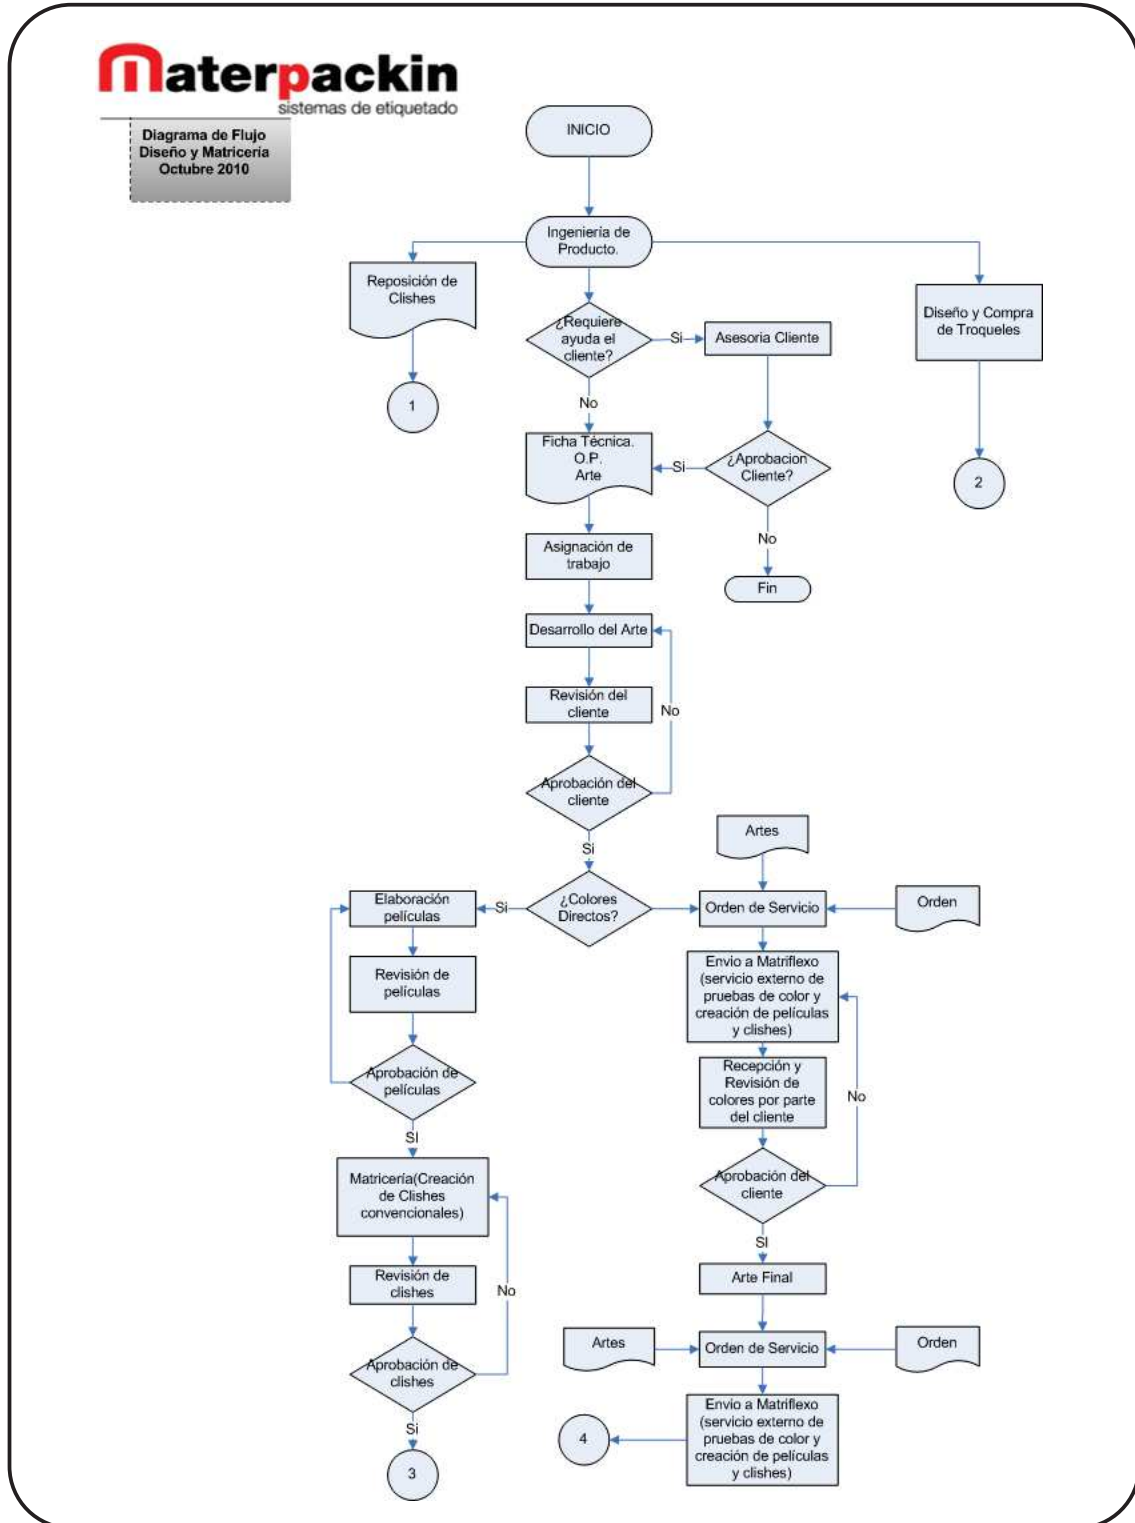 Materpackin
sistemas de etiquetado
Diagrama de Flujo
Diseño y Matricería
Octubre 2010
INICIO
Ingeniería de
Producto.
Reposición de
Clishes
¿Requiere
ayuda el
cliente?
Si
Asesoria Cliente
Diseño y Compra
de Troqueles
1
No
Ficha Técnica.
O.P.
Arte
Si
¿Aprobacion
Cliente?
2
No
Asignación de
trabajo
Fin
Desarrollo del Arte
Revisión del
cliente
No
Aprobación del
cliente
Si
Artes
Elaboración
películas
Si
¿Colores
Directos?
Orden de Servicio
Orden
Revisión de
películas
Envio a Matriflexo
(servicio externo de
pruebas de color y
creación de películas
y clishes)
Aprobación de
películas
Recepción y
Revisión de
colores por parte
del cliente
No
SI
Matricería(Creación
de Clishes
convencionales)
Aprobación del
cliente
SI
Revisión de
clishes
No
Arte Final
Aprobación de
clishes
Artes
Orden de Servicio
Orden
Si
3
Envio a Matriflexo
(servicio externo de
pruebas de color y
creación de películas
y clishes)
4